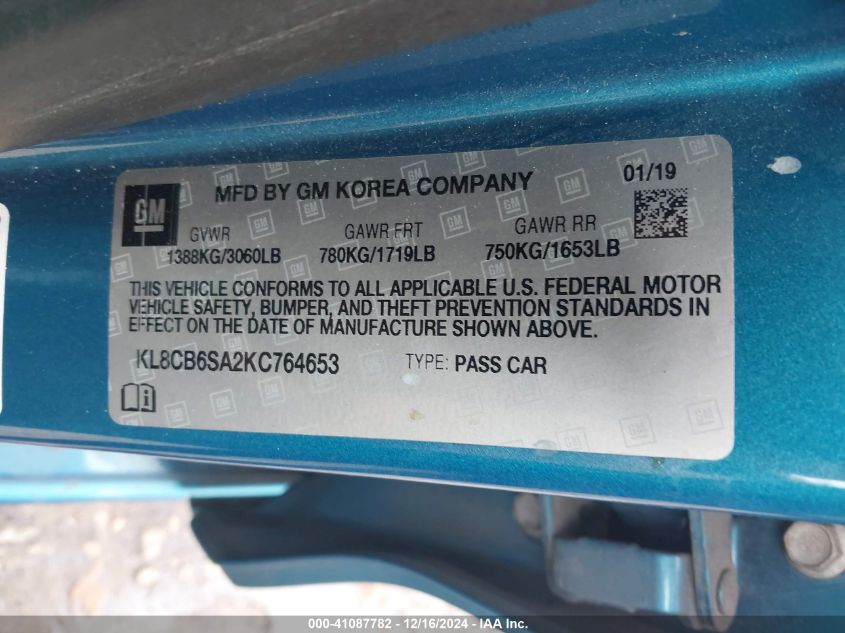 GM
MFD BY GM KOREA COMPANY
01/19
GVWR GAWR FRT GAWR RR
1388KG/3060LB 780KG/1719LB 750KG/1653LB
THIS VEHICLE CONFORMS TO ALL APPLICABLE U.S. FEDERAL MOTOR
VEHICLE SAFETY, BUMPER, AND THEFT PREVENTION STANDARDS IN
EFFECT ON THE DATE OF MANUFACTURE SHOWN ABOVE.
KL8CB6SA2KC764653 TYPE: PASS CAR
000-41087782 - 12/16/2024 - IAAI.com